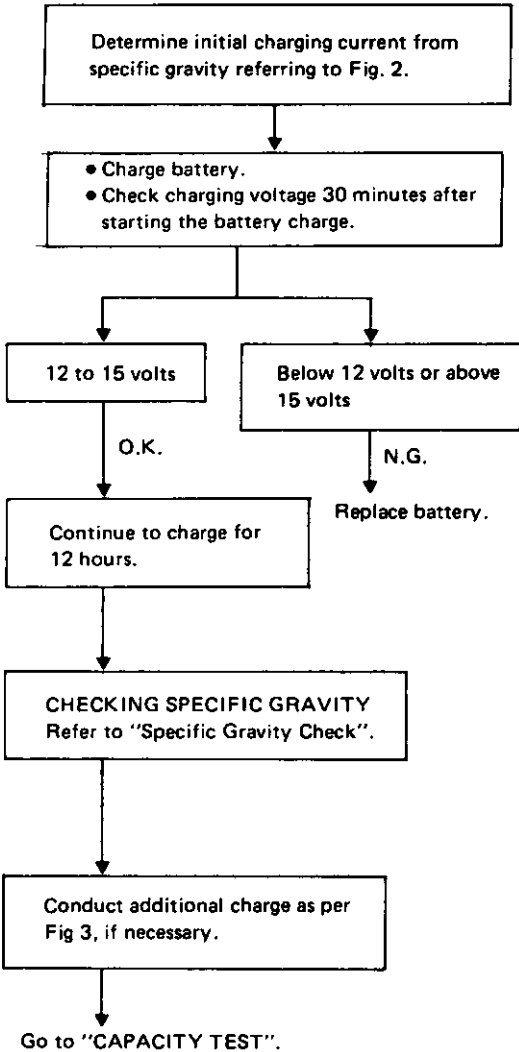 Determine initial charging current from
specific gravity referring to Fig. 2.
• Charge battery.
• Check charging voltage 30 minutes after
starting the battery charge.
12 to 15 volts
Below 12 volts or above
15 volts
O.K.
N.G.
Replace battery.
Continue to charge for
12 hours.
CHECKING SPECIFIC GRAVITY
Refer to "Specific Gravity Check".
Conduct additional charge as per
Fig 3, if necessary.
Go to "CAPACITY TEST".